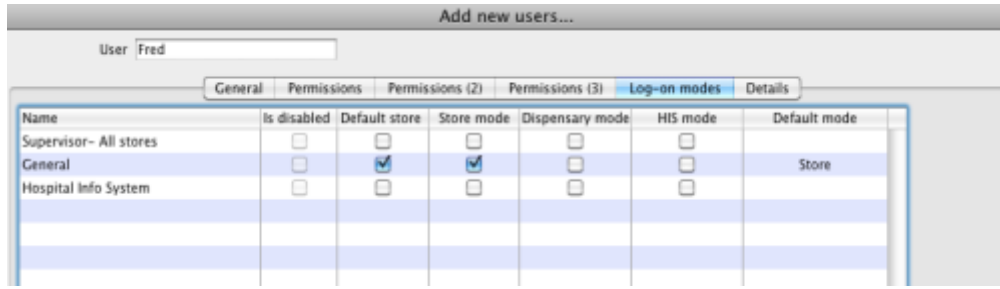 Add new users...
User Fred
General Permissions Permissions (2) Permissions (3) Log-on modes Details
Name Is disabled Default store Store mode Dispensary mode HIS mode Default mode
Supervisor- All stores
General Store
Hospital Info System